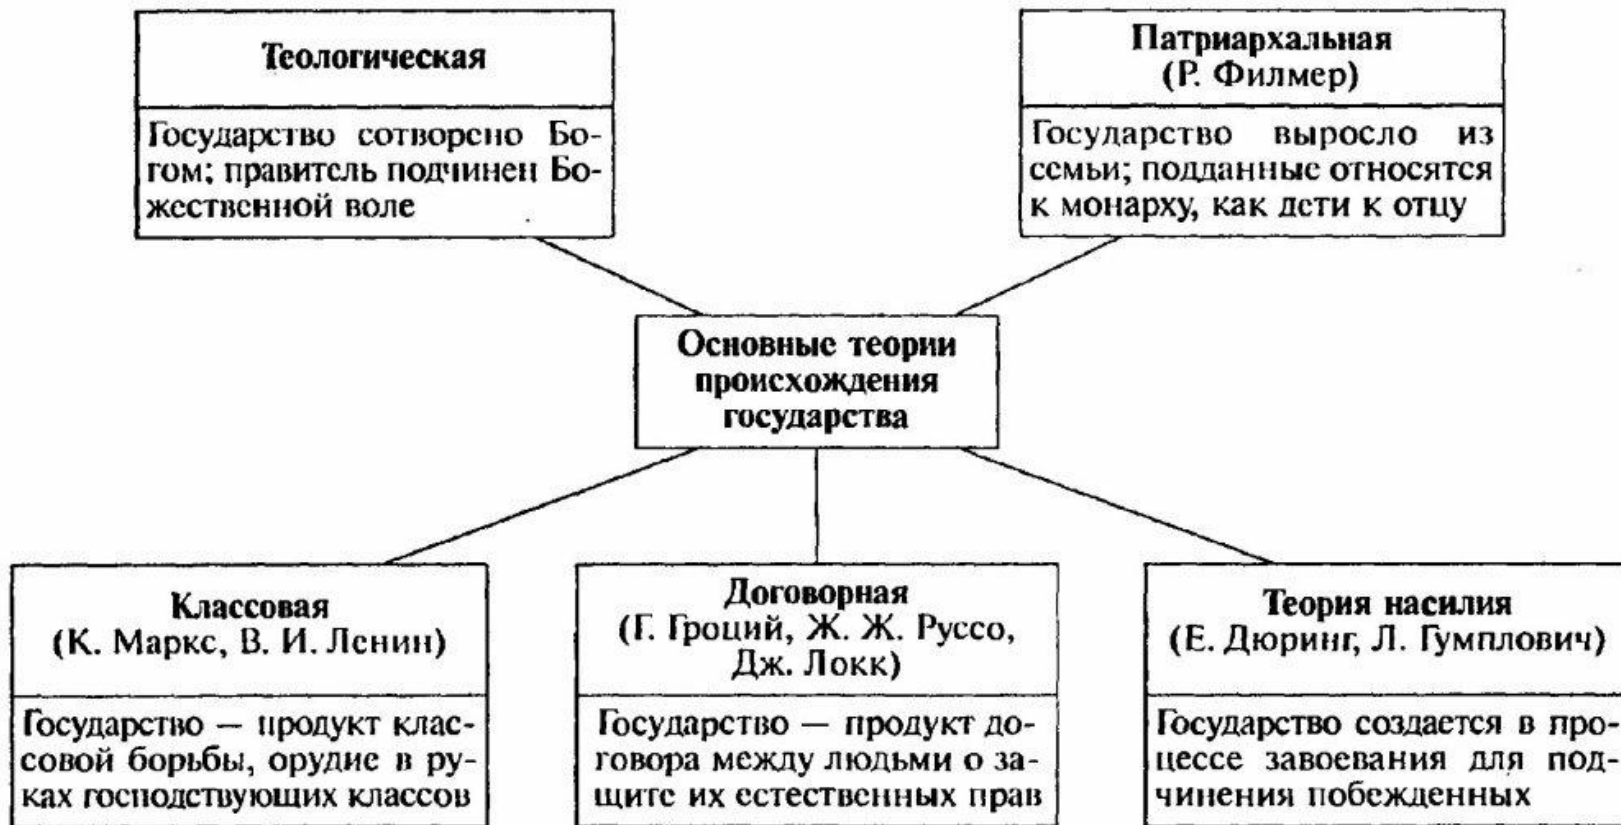 Теологическая
Государство сотворено Бо-
гом; правитель подчинен Бо-
жественной воле
Патриархальная
(Р. Филмер)
Государство выросло из
семьи; подданные относятся
к монарху, как дети к отцу
Основные теории
происхождения
государства
Классовая
(К. Маркс, В. И. Ленин)
Государство — продукт клас-
совой борьбы, орудие в ру-
ках господствующих классов
Договорная
(Г. Гроций, Ж. Ж. Руссо,
Дж. Локк)
Государство — продукт до-
говора между людьми о за-
щите их естественных прав
Теория насилия
(Е. Дюринг, Л. Гумплович)
Государство создается в про-
цессе завоевания для под-
чинения побежденных